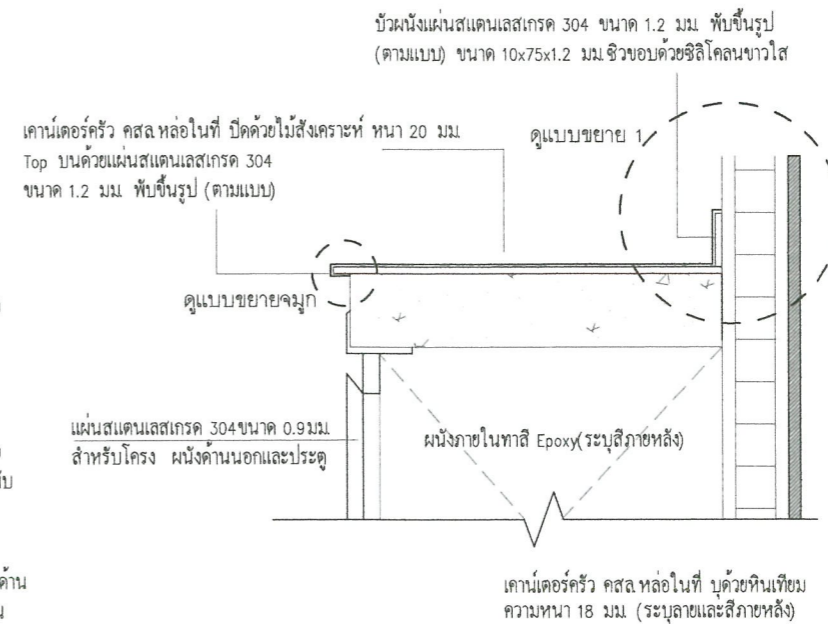 บัวผนังแผ่นสแตนเลสเกรด 304 ขนาด 1.2 มม. พับขึ้นรูป
(ตามแบบ) ขนาด 10x75x1.2 มม.ซิวขอบด้วยซิลิโคลนขาวใส
เคาน์เตอร์ครัว คสล.หล่อในที่ ปิดด้วยไม้สังเคราะห์ หนา 20 มม.
Top บนด้วยแผ่นสแตนเลสเกรด 304
ขนาด 1.2 มม. พับขึ้นรูป (ตามแบบ)
ดูแบบขยาย 1
ดูแบบขยายจมูก
แผ่นสแตนเลสเกรด 304ขนาด 0.9มม.
สำหรับโครง ผนังด้านนอกและประตู
ผนังภายในทาสี Epoxy(ระบุสีภายหลัง)
ด้าน
เคาน์เตอร์ครัว คสล.หล่อในที่ บุด้วยหินเทียม
ความหนา 18 มม. (ระบุลายและสีภายหลัง)